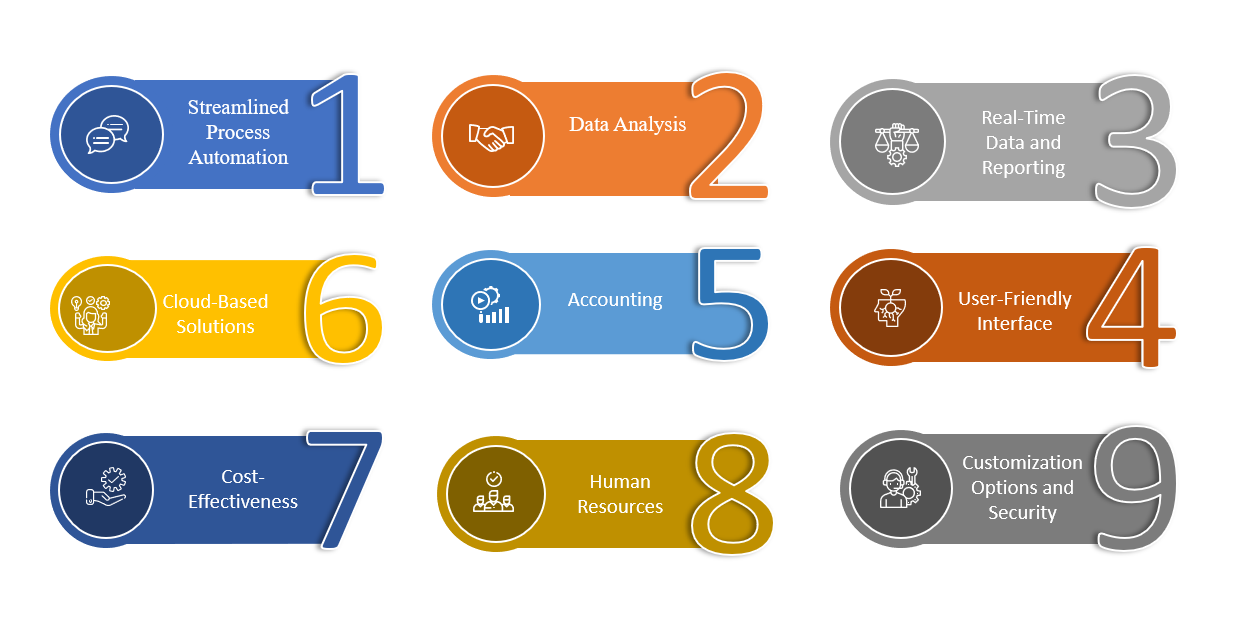 Streamlined
Process
Automation
1
Data Analysis
2
Real-Time
Data and
Reporting
3
Cloud-Based
Solutions
6
Accounting
5
User-Friendly
Interface
4
Cost-
Effectiveness
7
Human
Resources
8
Customization
Options and
Security
9